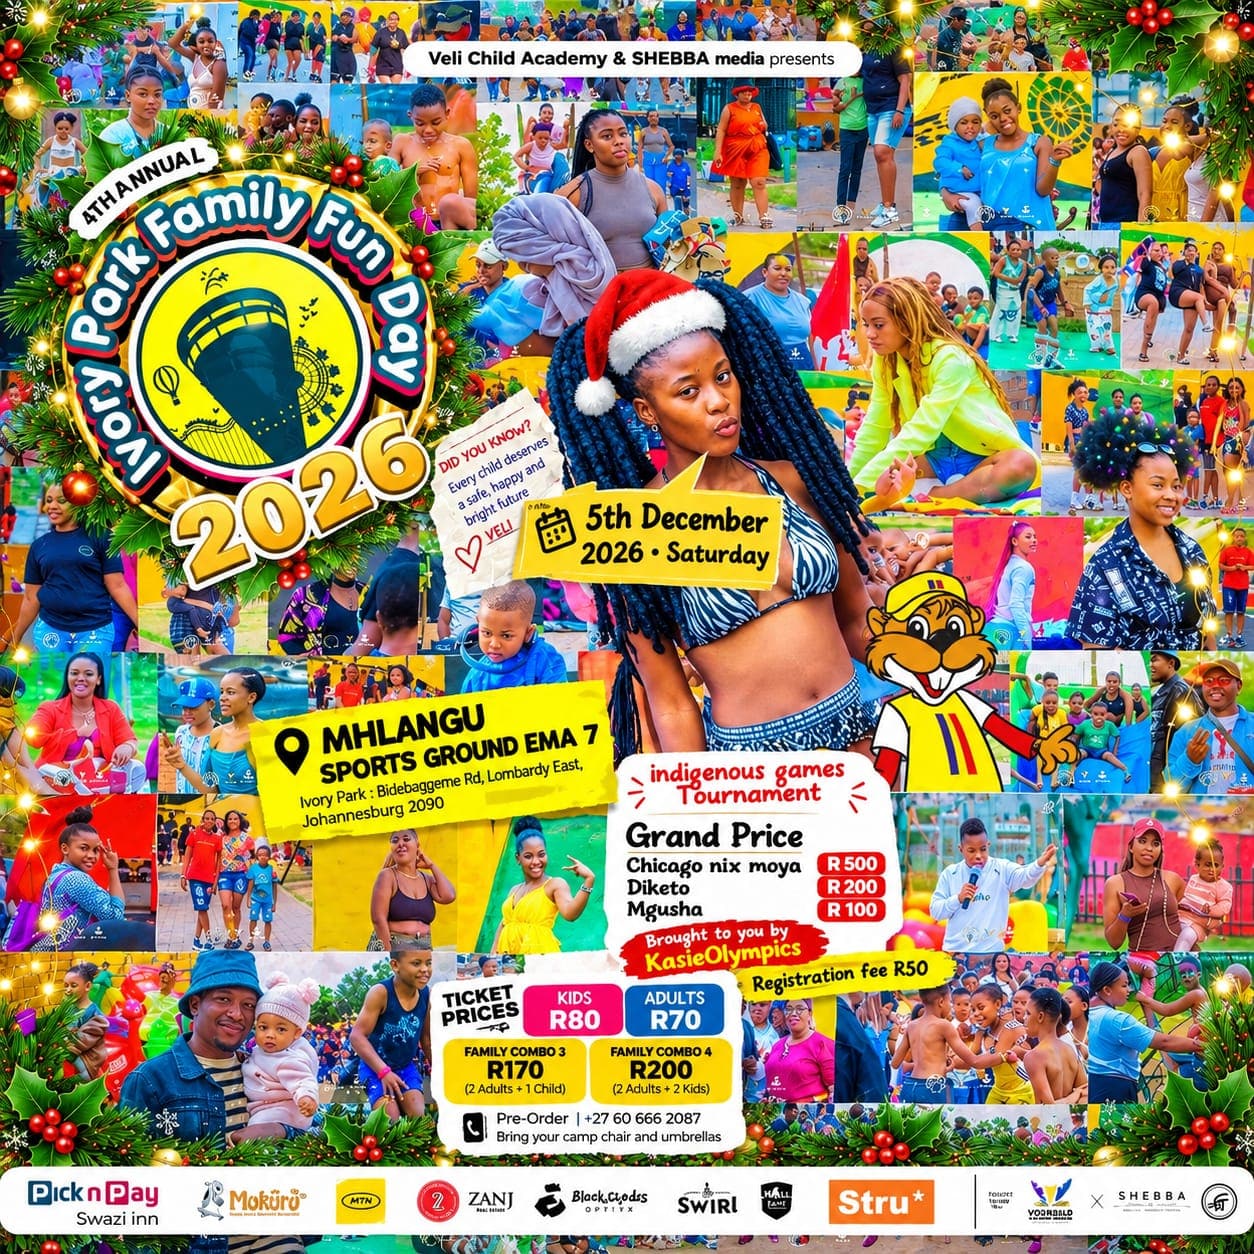 Veli Child Academy & SHEBBA media presents
4TH ANNUAL
Ivory Park Family Fun Day
2026
DID YOU KNOW?
Every child deserves
a safe, happy and
bright future
VELI
5th December
2026 • Saturday
MHLANGU
SPORTS GROUND EMA 7
Ivory Park : Bidebaggeme Rd, Lombardy East,
Johannesburg 2090
indigenous games
Tournament
Grand Price
Chicago nix moya R 500
Diketo R 200
Mgusha R 100
Brought to you by
KasieOlympics
Registration fee R50
TICKET
PRICES
KIDS
R80
ADULTS
R70
FAMILY COMBO 3
R170
(2 Adults + 1 Child)
FAMILY COMBO 4
R200
(2 Adults + 2 Kids)
Pre-Order | +27 60 666 2087
Bring your camp chair and umbrellas
Pick n Pay
Swazi inn
Mokúrú
MTN
2
ZANJ
REAL ESTATE
SWIRL
HALL
Stru*
X
SHEBBA